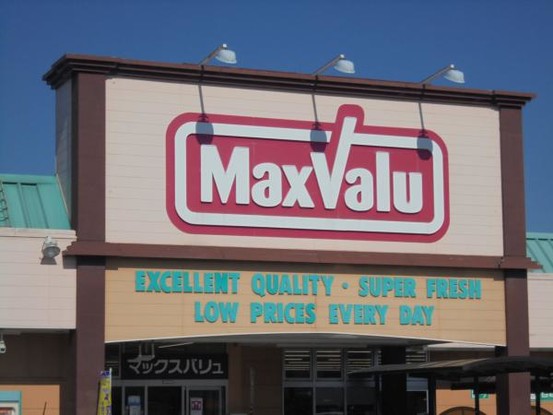 MaxValu
EXCELLENT QUALITY · SUPER FRESH
LOW PRICES EVERY DAY
マックスバリュ